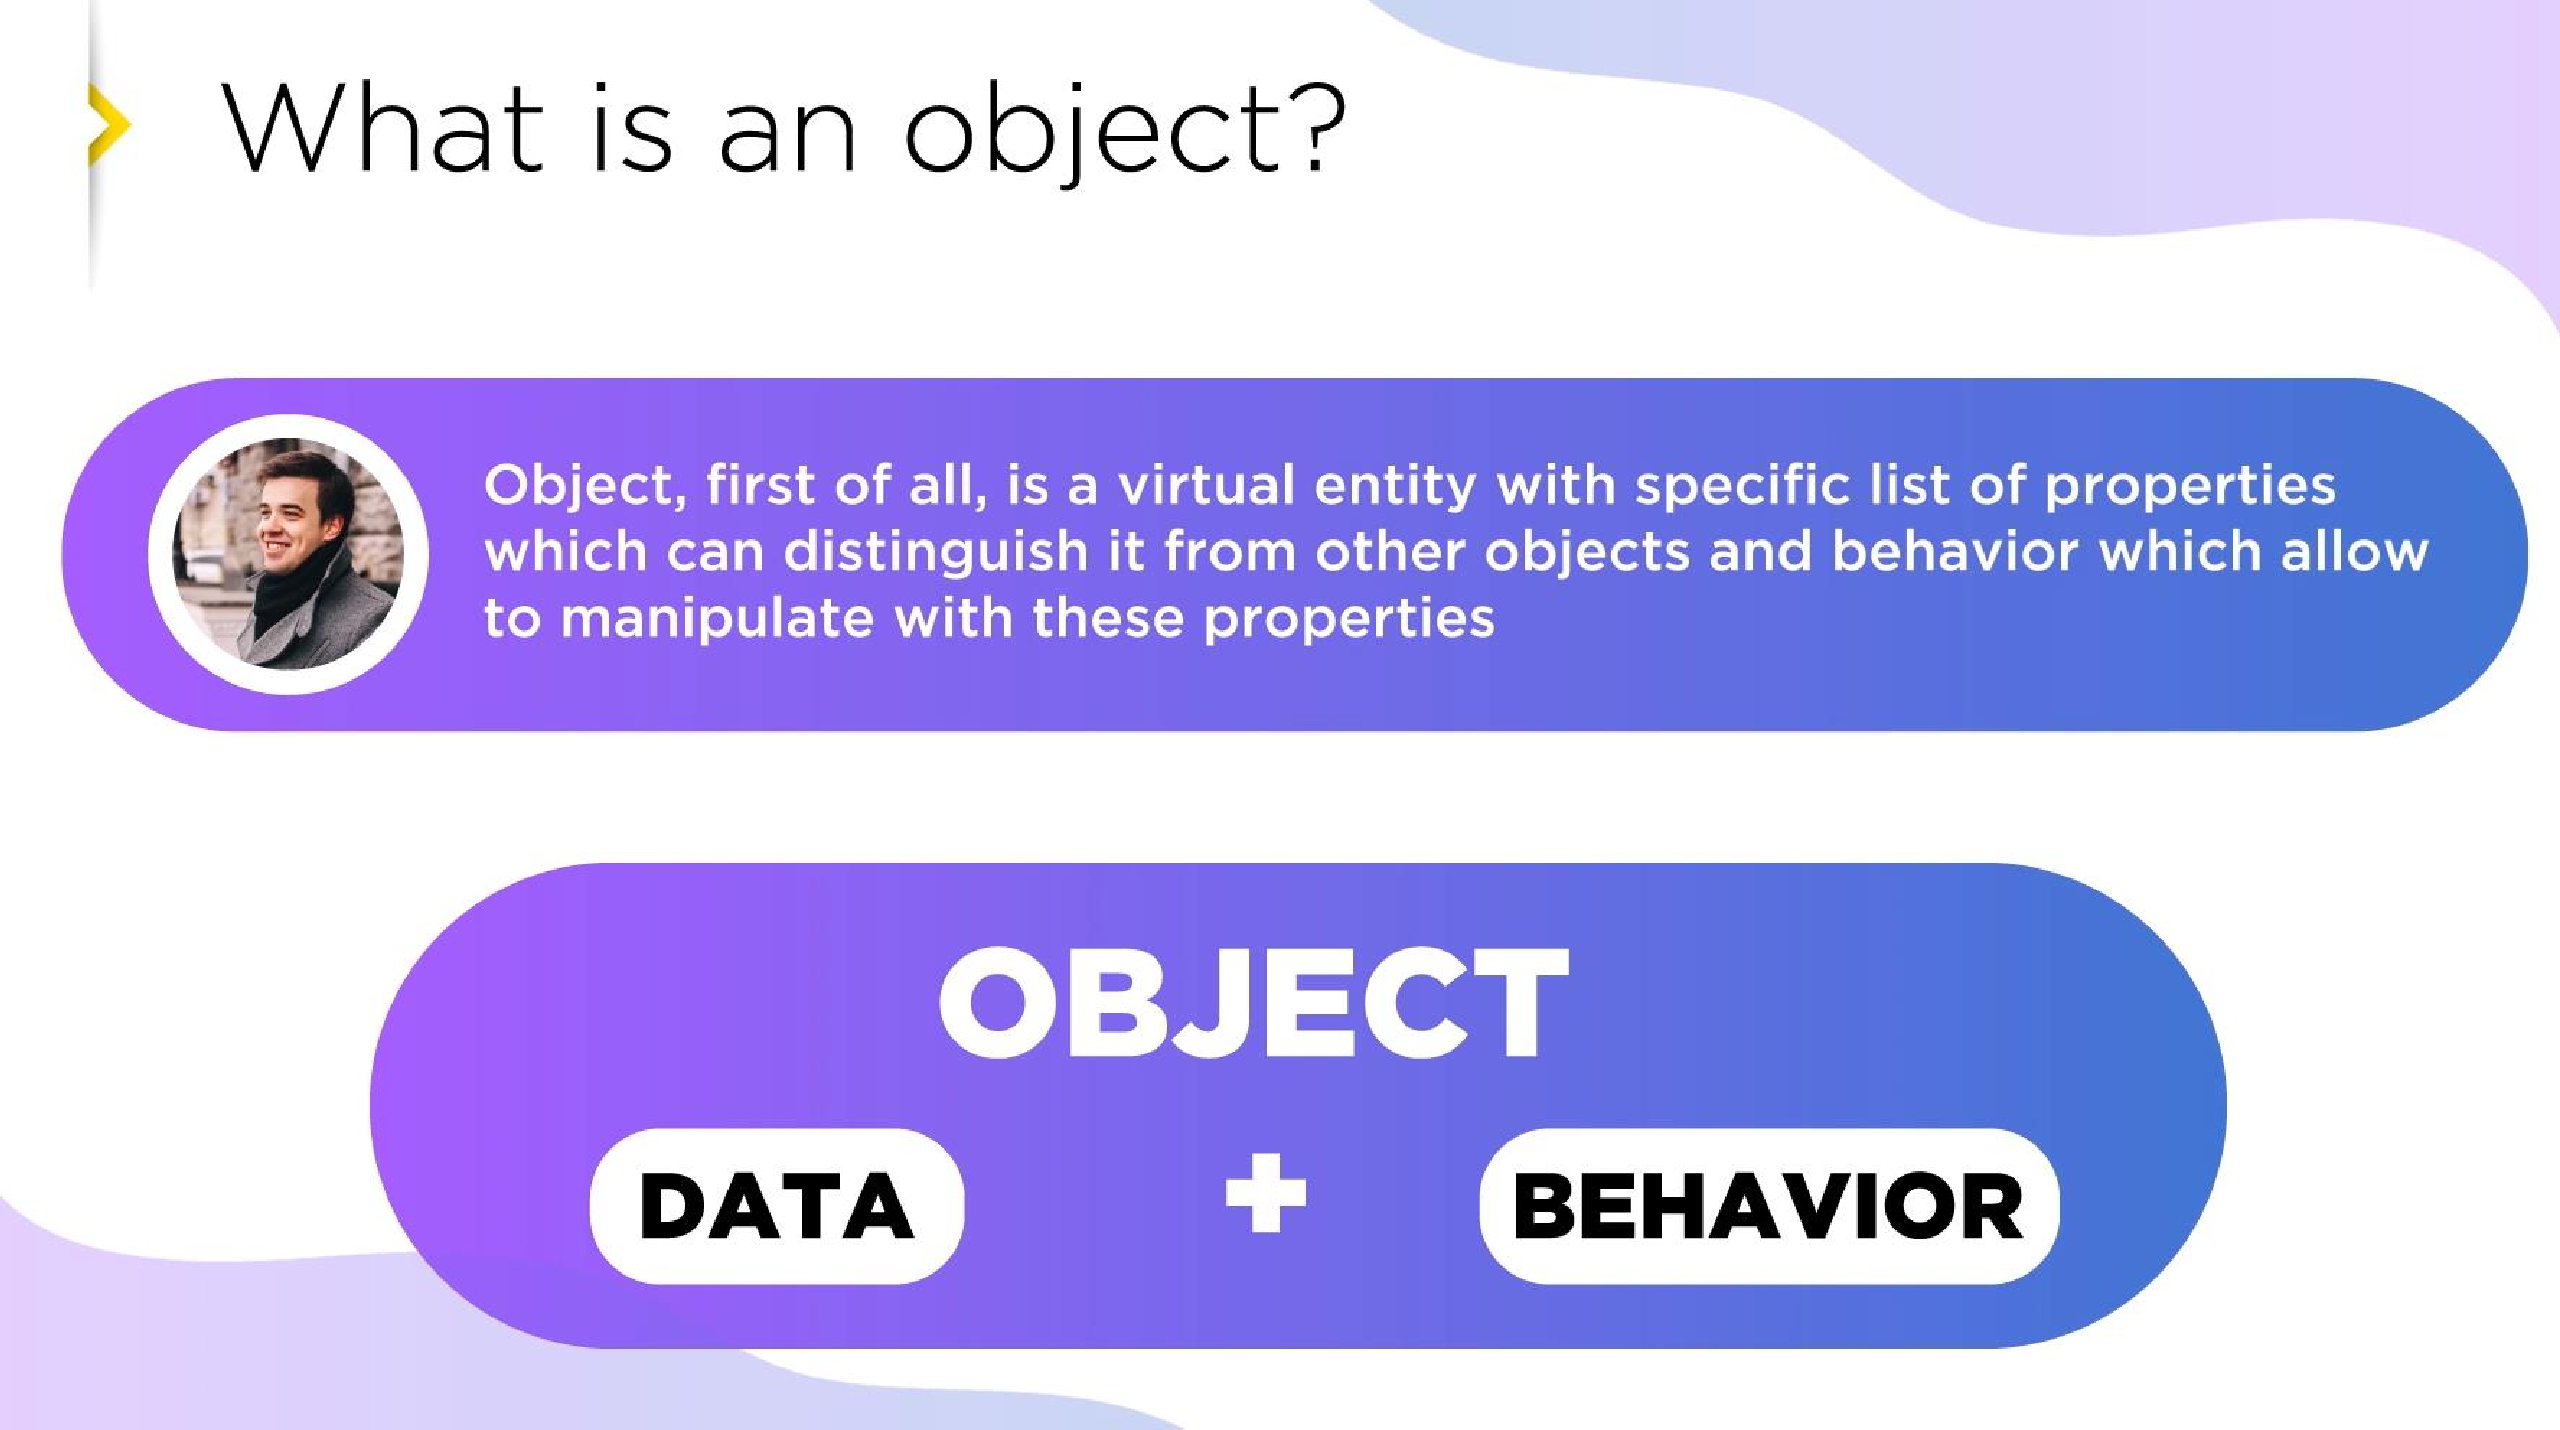 What is an object?
Object, first of all, is a virtual entity with specific list of properties
which can distinguish it from other objects and behavior which allow
to manipulate with these properties
OBJECT
DATA + BEHAVIOR